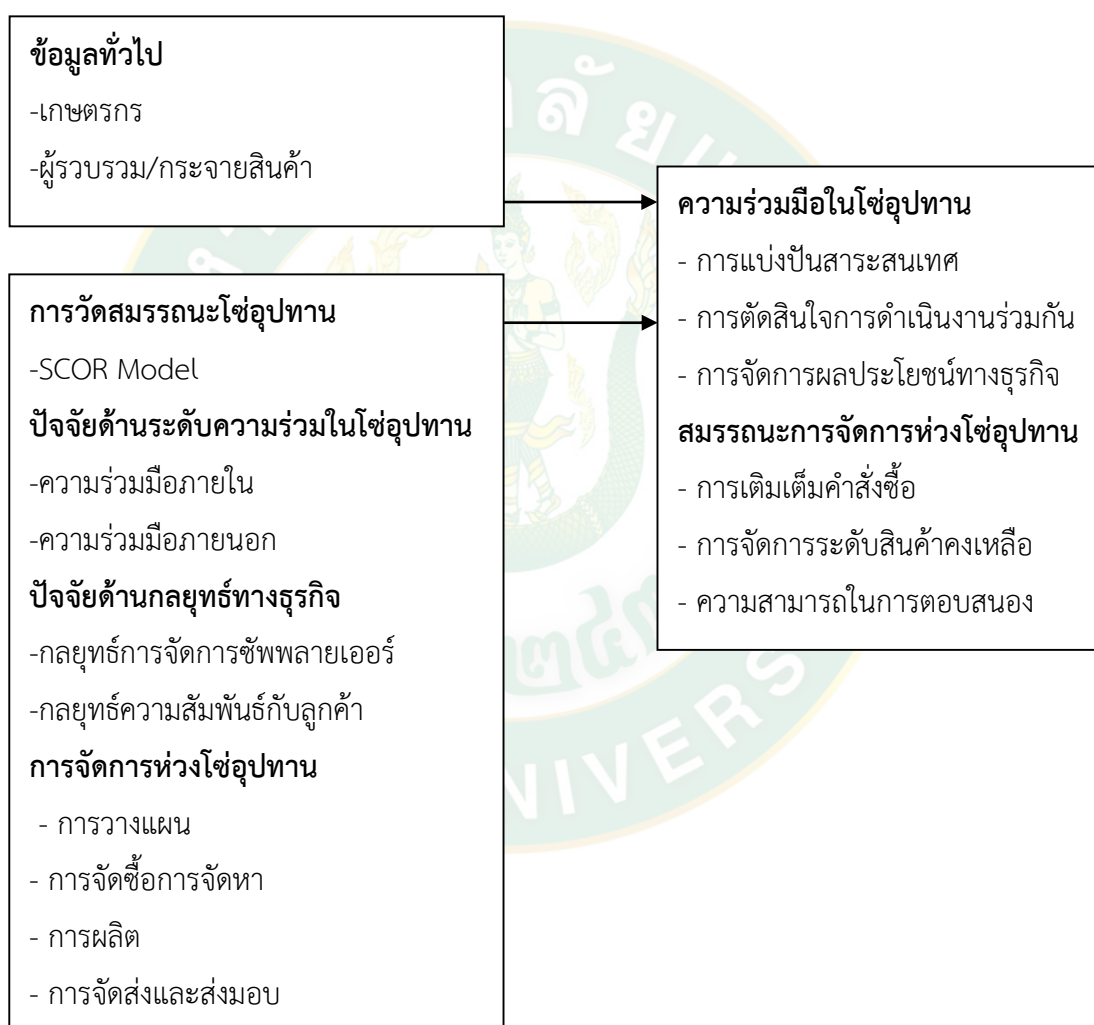 ข้อมูลทั่วไป
-เกษตรกร
-ผู้รวบรวม/กระจายสินค้า
การวัดสมรรถนะโซ่อุปทาน
-SCOR Model
ปัจจัยด้านระดับความร่วมในโซ่อุปทาน
-ความร่วมมือภายใน
-ความร่วมมือภายนอก
ปัจจัยด้านกลยุทธ์ทางธุรกิจ
-กลยุทธ์การจัดการซัพพลายเออร์
-กลยุทธ์ความสัมพันธ์กับลูกค้า
การจัดการห่วงโซ่อุปทาน
- การวางแผน
- การจัดซื้อการจัดหา
- การผลิต
- การจัดส่งและส่งมอบ
ความร่วมมือในโซ่อุปทาน
- การแบ่งปันสาระสนเทศ
- การตัดสินใจการดำเนินงานร่วมกัน
- การจัดการผลประโยชน์ทางธุรกิจ
สมรรถนะการจัดการห่วงโซ่อุปทาน
- การเติมเต็มคำสั่งซื้อ
- การจัดการระดับสินค้าคงเหลือ
- ความสามารถในการตอบสนอง